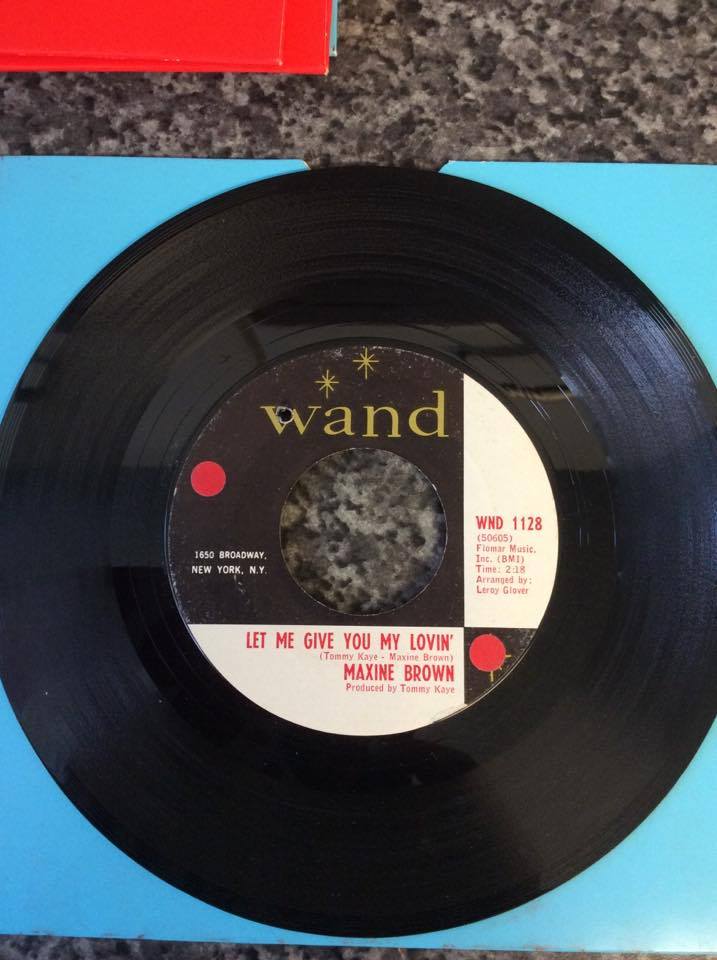 wand
WND 1128
(50605)
Flomar Music,
Inc. (BMI)
Time: 2:18
Arranged by:
Leroy Glover
1650 BROADWAY,
NEW YORK, N.Y.
LET ME GIVE YOU MY LOVIN'
(Tommy Kaye - Maxine Brown)
MAXINE BROWN
Produced by Tommy Kaye